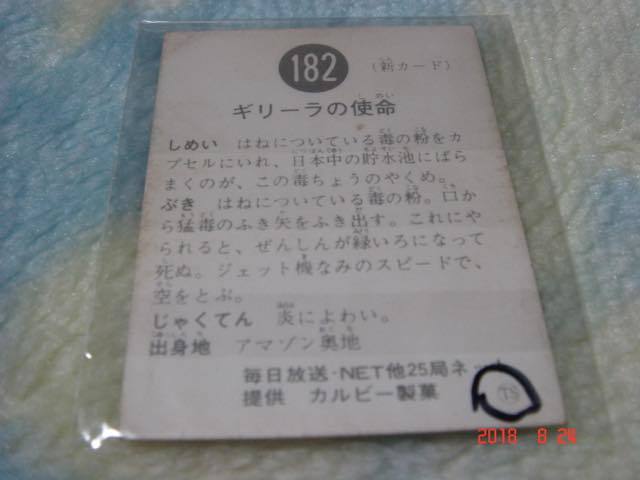 182
(新カード)
ギリーラの使命
しめい はねについている毒の粉をカ
プセルにいれ、日本中の貯水池にばら
まくのが、この毒ちょうのやくめ。
ぶき はねについている毒の粉。口か
ら猛毒のふき矢をふき出す。これにや
られると、ぜんしんが緑いろになって
死ぬ。ジェット機なみのスピードで、
空をとぶ。
じゃくてん 炎によわい。
出身地 アマゾン奥地
毎日放送・NET他25局ネット
提供 カルビー製菓
2018 8 24